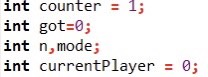 int counter = 1;
int got=0;
int n,mode;
int currentPlayer = 0;